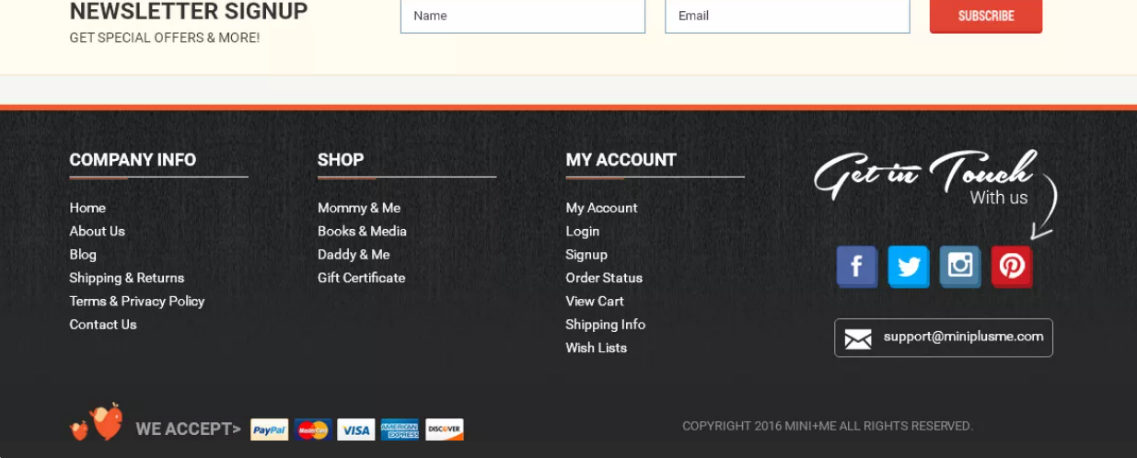 NEWSLETTER SIGNUP
GET SPECIAL OFFERS & MORE!
Name
Email
SUBSCRIBE
COMPANY INFO
Home
About Us
Blog
Shipping & Returns
Terms & Privacy Policy
Contact Us
SHOP
Mommy & Me
Books & Media
Daddy & Me
Gift Certificate
MY ACCOUNT
My Account
Login
Signup
Order Status
View Cart
Shipping Info
Wish Lists
Get in Touch
With us
f
support@miniplusme.com
WE ACCEPT>
PayPal
MasterCard
VISA
AMERICAN EXPRESS
DISCOVER
COPYRIGHT 2016 MINI+ME ALL RIGHTS RESERVED.